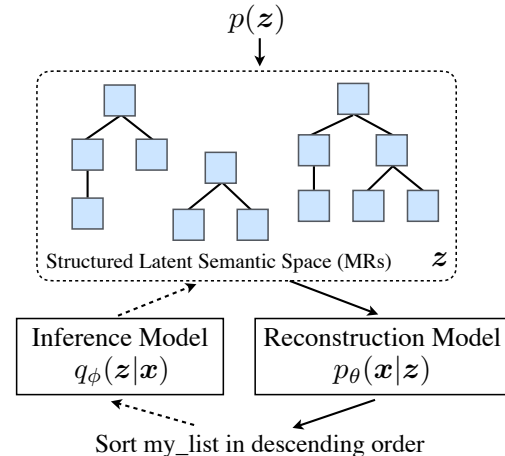 p(z)
Structured Latent Semantic Space (MRs) z
Inference Model
qϕ(z|x)
Reconstruction Model
pθ(x|z)
Sort my_list in descending order